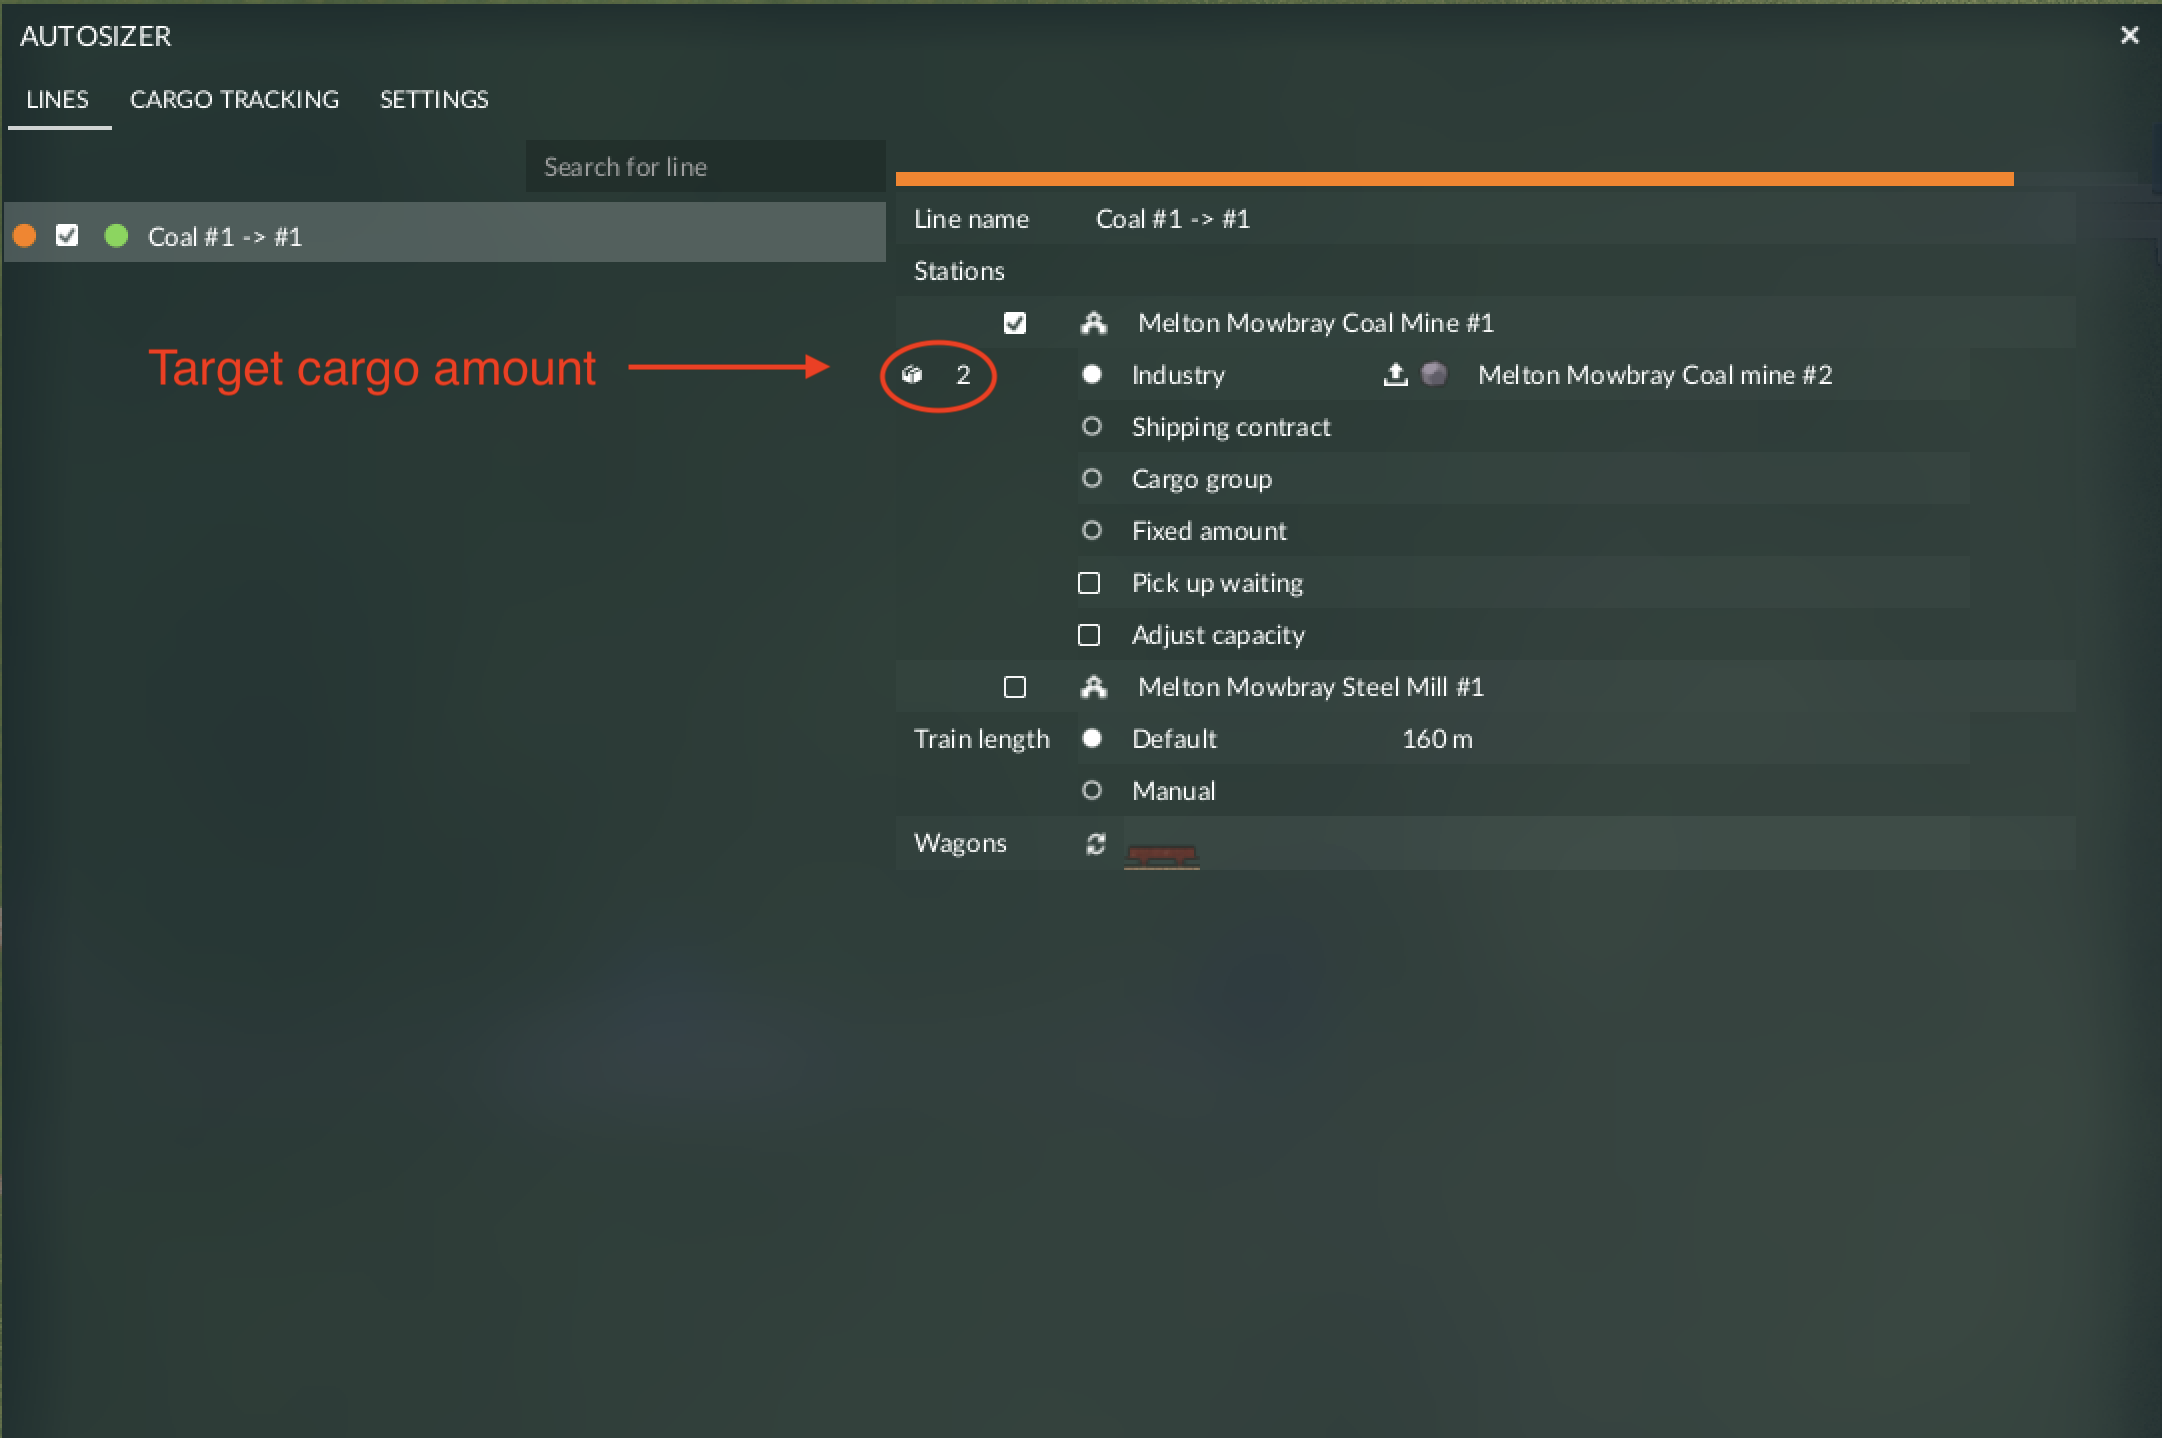 AUTOSIZER
LINES CARGO TRACKING SETTINGS
Search for line
Coal #1 -> #1
Line name Coal #1 -> #1
Stations
Melton Mowbray Coal Mine #1
Target cargo amount
2 Industry Melton Mowbray Coal mine #2
Shipping contract
Cargo group
Fixed amount
Pick up waiting
Adjust capacity
Melton Mowbray Steel Mill #1
Train length Default 160 m
Manual
Wagons